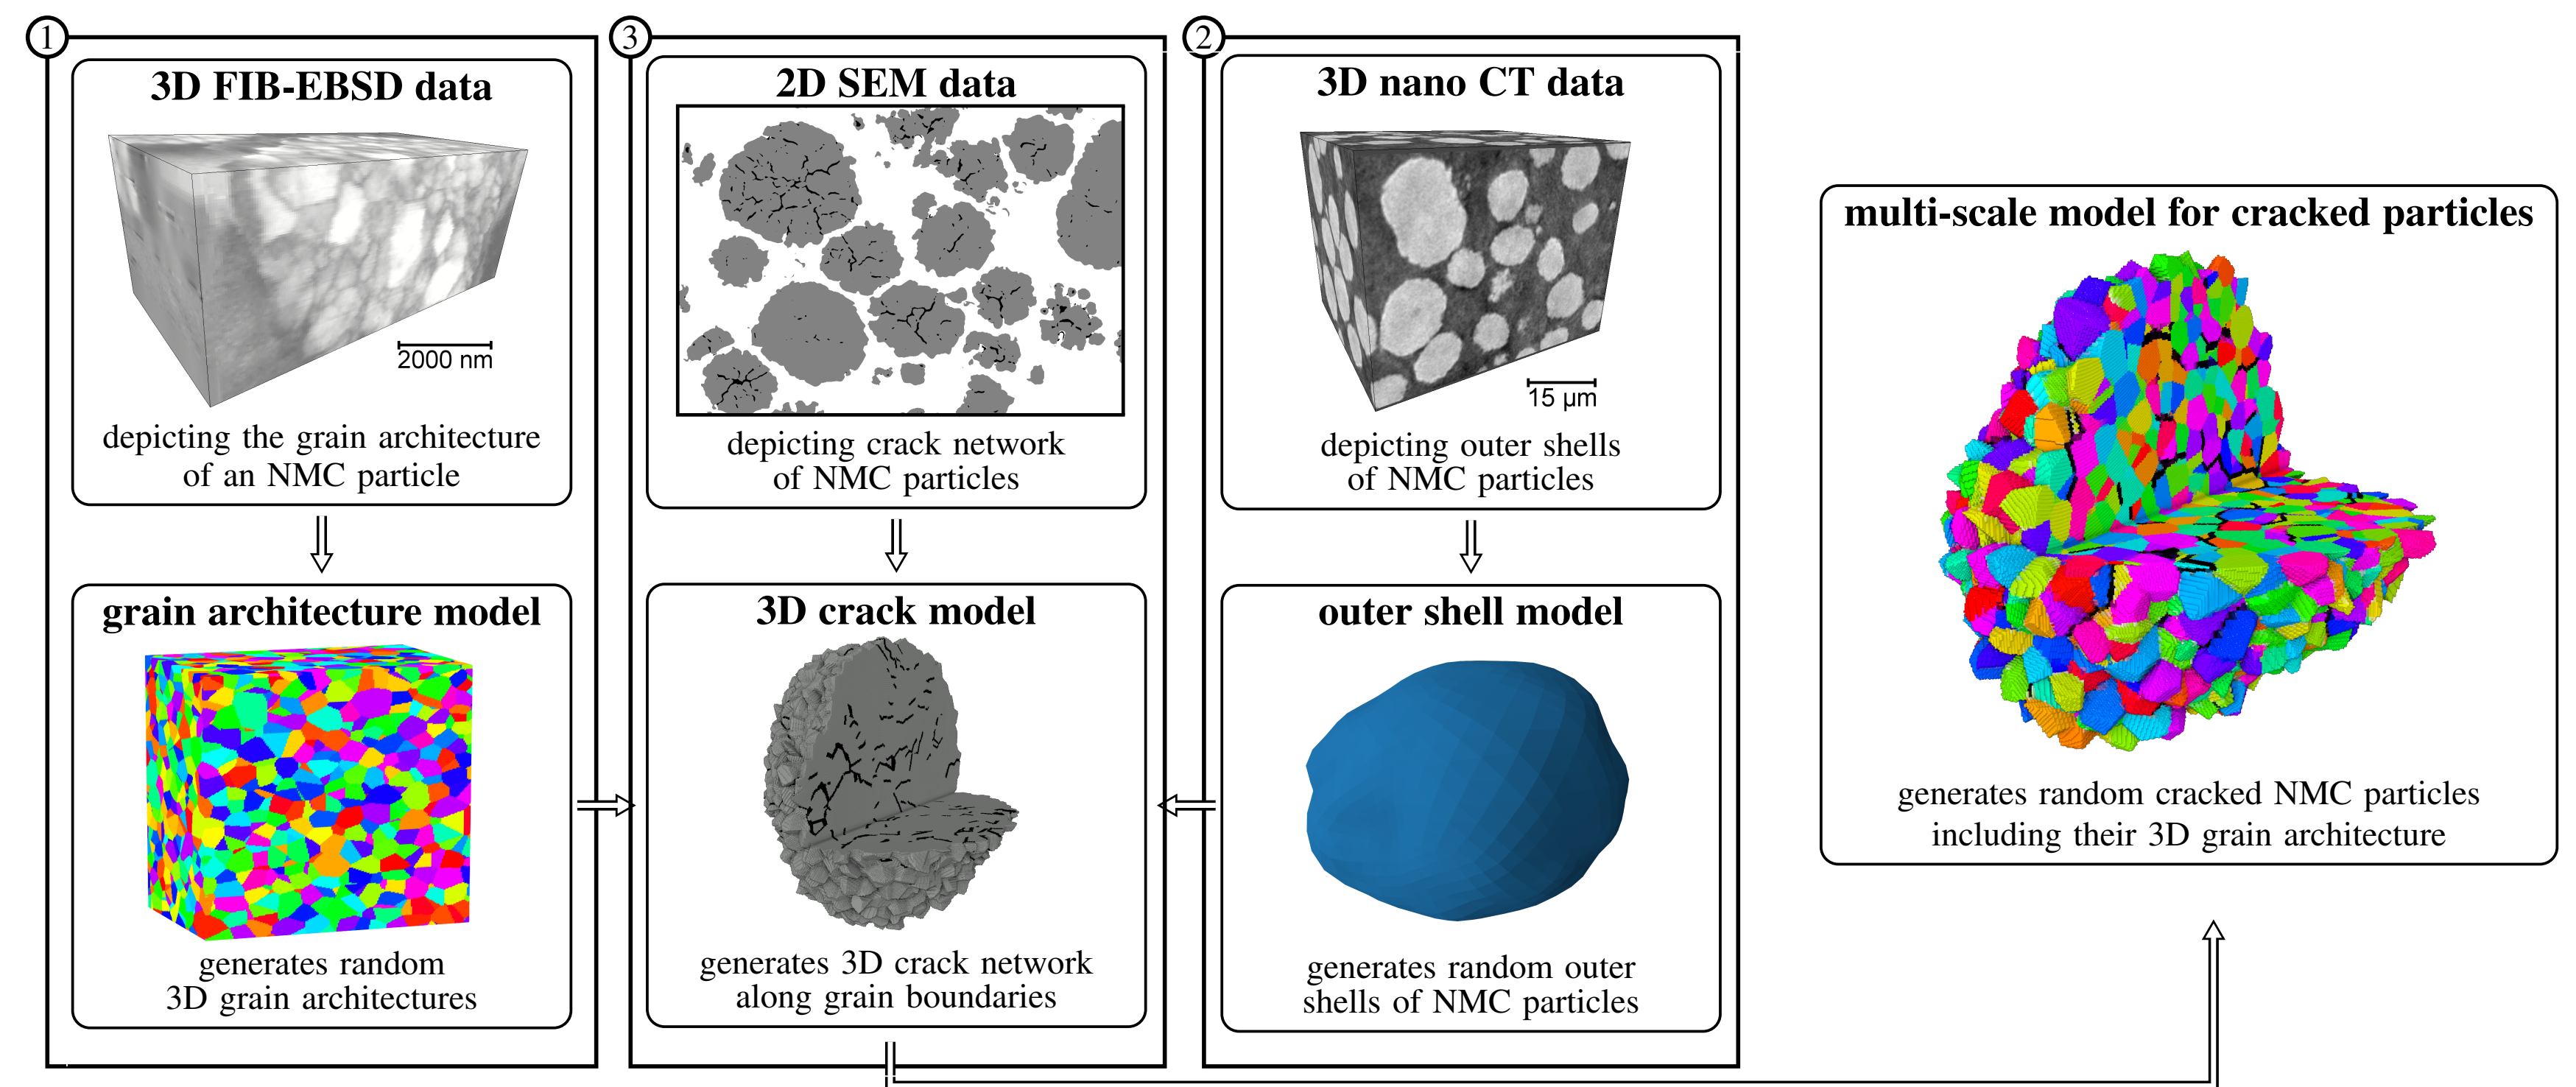 1
3D FIB-EBSD data
2000 nm
depicting the grain architecture
of an NMC particle
grain architecture model
generates random
3D grain architectures
3
2D SEM data
depicting crack network
of NMC particles
3D crack model
generates 3D crack network
along grain boundaries
2
3D nano CT data
15 µm
depicting outer shells
of NMC particles
outer shell model
generates random outer
shells of NMC particles
multi-scale model for cracked particles
generates random cracked NMC particles
including their 3D grain architecture